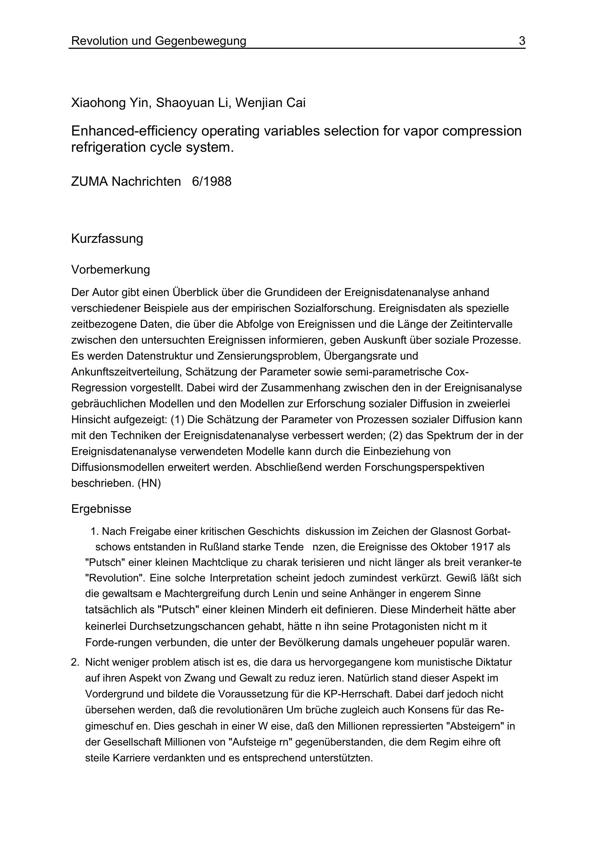 Revolution und Gegenbewegung 3
Xiaohong Yin, Shaoyuan Li, Wenjian Cai
Enhanced-efficiency operating variables selection for vapor compression
refrigeration cycle system.
ZUMA Nachrichten 6/1988
Kurzfassung
Vorbemerkung
Der Autor gibt einen Überblick über die Grundideen der Ereignisdatenanalyse anhand
verschiedener Beispiele aus der empirischen Sozialforschung. Ereignisdaten als spezielle
zeitbezogene Daten, die über die Abfolge von Ereignissen und die Länge der Zeitintervalle
zwischen den untersuchten Ereignissen informieren, geben Auskunft über soziale Prozesse.
Es werden Datenstruktur und Zensierungsproblem, Übergangsrate und
Ankunftszeitverteilung, Schätzung der Parameter sowie semi-parametrische Cox-
Regression vorgestellt. Dabei wird der Zusammenhang zwischen den in der Ereignisanalyse
gebräuchlichen Modellen und den Modellen zur Erforschung sozialer Diffusion in zweierlei
Hinsicht aufgezeigt: (1) Die Schätzung der Parameter von Prozessen sozialer Diffusion kann
mit den Techniken der Ereignisdatenanalyse verbessert werden; (2) das Spektrum der in der
Ereignisdatenanalyse verwendeten Modelle kann durch die Einbeziehung von
Diffusionsmodellen erweitert werden. Abschließend werden Forschungsperspektiven
beschrieben. (HN)
Ergebnisse
1. Nach Freigabe einer kritischen Geschichts diskussion im Zeichen der Glasnost Gorbat-
schows entstanden in Rußland starke Tende nzen, die Ereignisse des Oktober 1917 als
"Putsch" einer kleinen Machtclique zu charak terisieren und nicht länger als breit veranker-te
"Revolution". Eine solche Interpretation scheint jedoch zumindest verkürzt. Gewiß läßt sich
die gewaltsam e Machtergreifung durch Lenin und seine Anhänger in engerem Sinne
tatsächlich als "Putsch" einer kleinen Minderh eit definieren. Diese Minderheit hätte aber
keinerlei Durchsetzungschancen gehabt, hätte n ihn seine Protagonisten nicht m it
Forde-rungen verbunden, die unter der Bevölkerung damals ungeheuer populär waren.
2. Nicht weniger problem atisch ist es, die dara us hervorgegangene kom munistische Diktatur
auf ihren Aspekt von Zwang und Gewalt zu reduz ieren. Natürlich stand dieser Aspekt im
Vordergrund und bildete die Voraussetzung für die KP-Herrschaft. Dabei darf jedoch nicht
übersehen werden, daß die revolutionären Um brüche zugleich auch Konsens für das Re-
gimeschuf en. Dies geschah in einer W eise, daß den Millionen repressierten "Absteigern" in
der Gesellschaft Millionen von "Aufsteige rn" gegenüberstanden, die dem Regim eihre oft
steile Karriere verdankten und es entsprechend unterstützten.